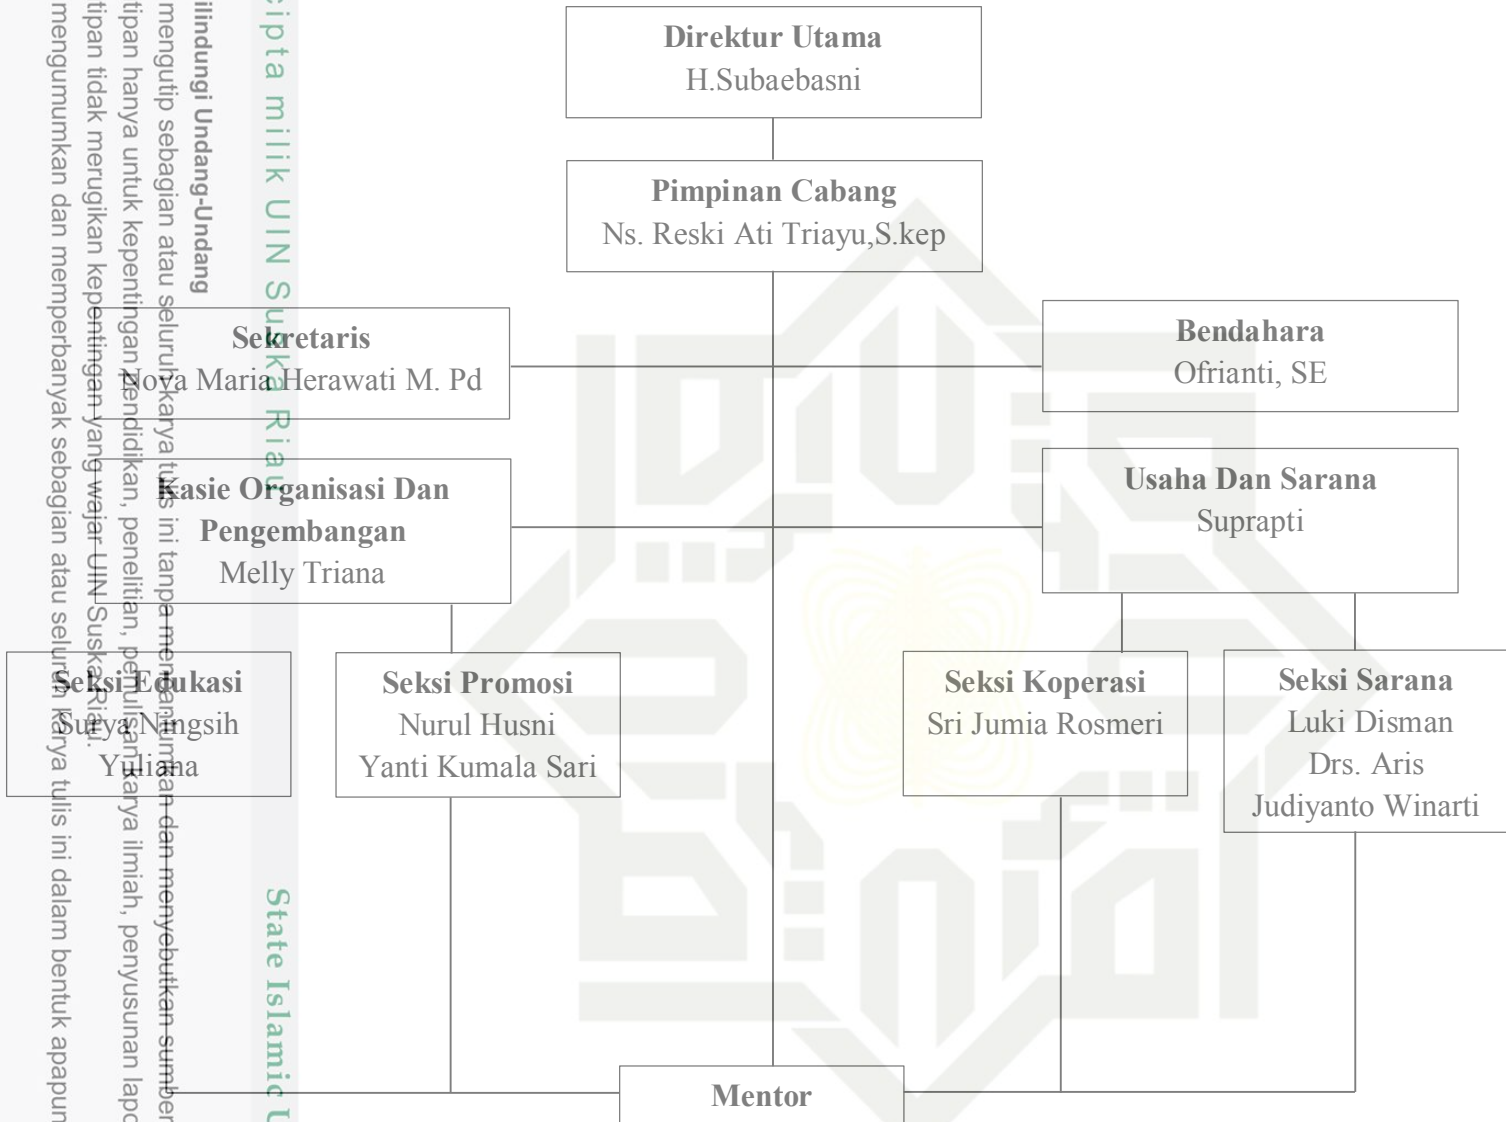 Direktur Utama
H.Subaebasni
Pimpinan Cabang
Ns. Reski Ati Triayu,S.kep
Sekretaris
Nova Maria Herawati M. Pd
Bendahara
Ofrianti, SE
Kasie Organisasi Dan
Pengembangan
Melly Triana
Usaha Dan Sarana
Suprapti
Seksi Edukasi
Surya Ningsih
Yuliana
Seksi Promosi
Nurul Husni
Yanti Kumala Sari
Seksi Koperasi
Sri Jumia Rosmeri
Seksi Sarana
Luki Disman
Drs. Aris
Judiyanto Winarti
Mentor
cipta milik UIN Suska Riau
State Islamic U
ilindungi Undang-Undang
mengutip sebagian atau seluruh karya tulis ini tanpa mencantumkan dan menyebutkan sumber
tipan hanya untuk kepentingan pendidikan, penelitian, penulisan karya ilmiah, penyusunan lapo
tipan tidak merugikan kepentingan yang wajar UIN Suska Riau.
mengumumkan dan memperbanyak sebagian atau seluruh karya tulis ini dalam bentuk apapun